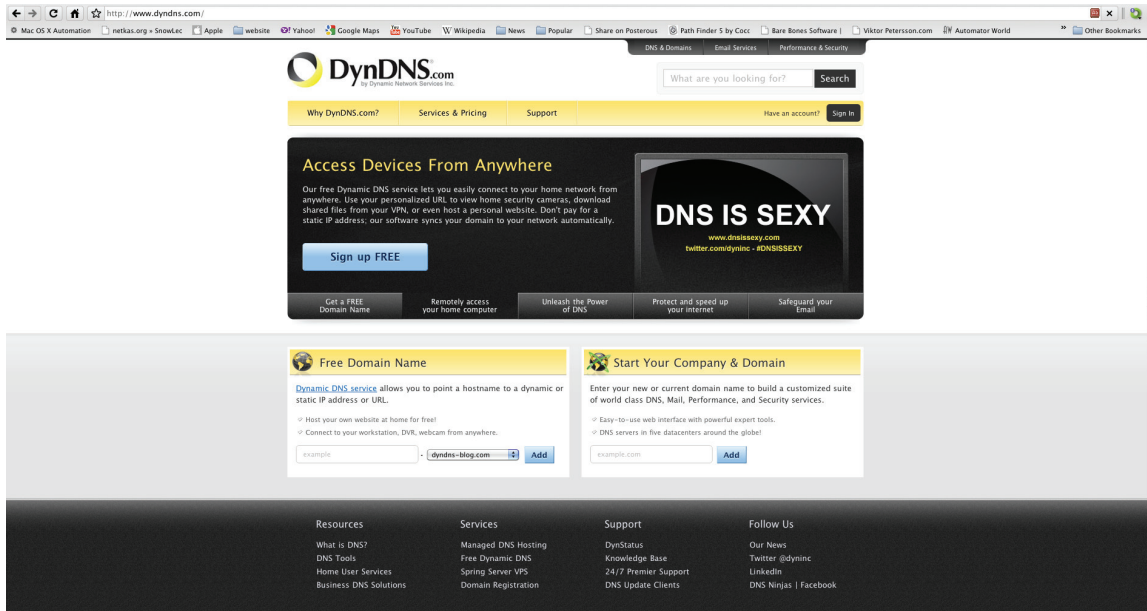 http://www.dyndns.com/
Mac OS X Automation netkas.org » SnowLec Apple website Yahoo! Google Maps YouTube Wikipedia News Popular Share on Posterous Path Finder 5 by Coco Bare Bones Software | Viktor Petersson.com Automator World » Other Bookmarks
DNS & Domains Email Services Performance & Security
DynDNS.com
by Dynamic Network Services Inc.
What are you looking for? Search
Why DynDNS.com? Services & Pricing Support Have an account? Sign In
Access Devices From Anywhere
Our free Dynamic DNS service lets you easily connect to your home network from
anywhere. Use your personalized URL to view home security cameras, download
shared files from your VPN, or even host a personal website. Don't pay for a
static IP address; our software syncs your domain to your network automatically.
Sign up FREE
DNS IS SEXY
www.dnsissexy.com
twitter.com/dyninc - #DNSISSEXY
Get a FREE
Domain Name
Remotely access
your home computer
Unleash the Power
of DNS
Protect and speed up
your internet
Safeguard your
Email
Free Domain Name
Dynamic DNS service allows you to point a hostname to a dynamic or
static IP address or URL.
Host your own website at home for free!
Connect to your workstation, DVR, webcam from anywhere.
example . dyndns-blog.com Add
Start Your Company & Domain
Enter your new or current domain name to build a customized suite
of world class DNS, Mail, Performance, and Security services.
Easy-to-use web interface with powerful expert tools.
DNS servers in five datacenters around the globe!
example.com Add
Resources
What is DNS?
DNS Tools
Home User Services
Business DNS Solutions
Services
Managed DNS Hosting
Free Dynamic DNS
Spring Server VPS
Domain Registration
Support
DynStatus
Knowledge Base
24/7 Premier Support
DNS Update Clients
Follow Us
Our News
Twitter @dyninc
LinkedIn
DNS Ninjas | Facebook